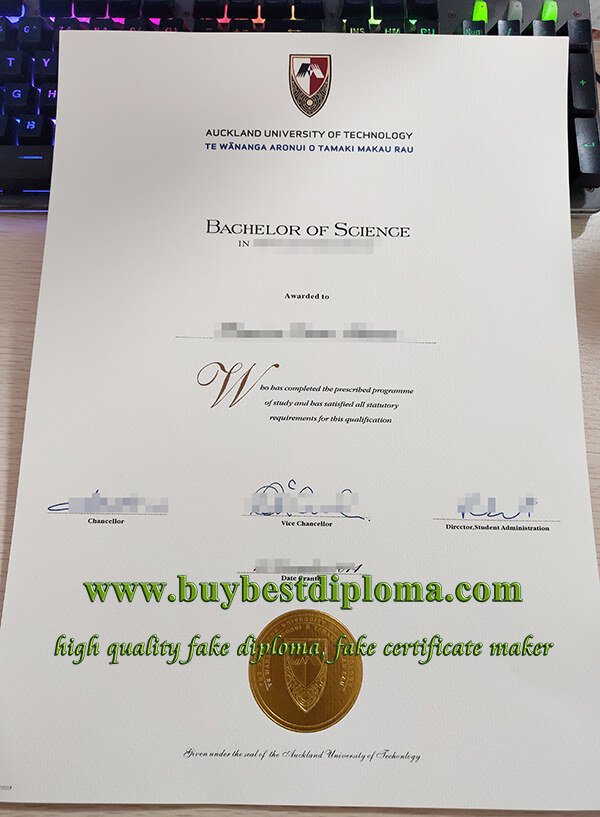 AUCKLAND UNIVERSITY OF TECHNOLOGY
TE WĀNANGA ARONUI O TAMAKI MAKAU RAU
BACHELOR OF SCIENCE
IN
Awarded to
Who has completed the prescribed programme
of study and has satisfied all statutory
requirements for this qualification
Chancellor
Vice Chancellor
Director,Student Administration
Date
www.buybestdiploma.com
high quality fake diploma, fake certificate maker
Given under the seal of the Auckland University of Techonlogy